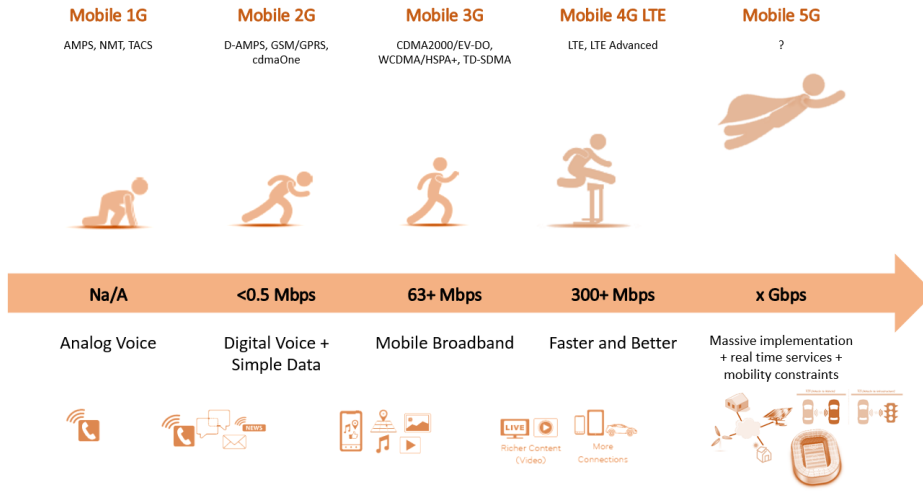 Mobile 1G
Mobile 2G
Mobile 3G
Mobile 4G LTE
Mobile 5G
AMPS, NMT, TACS
D-AMPS, GSM/GPRS,
cdmaOne
CDMA2000/EV-DO,
WCDMA/HSPA+, TD-SDMA
LTE, LTE Advanced
?
Na/A
<0.5 Mbps
63+ Mbps
300+ Mbps
x Gbps
Analog Voice
Digital Voice +
Simple Data
Mobile Broadband
Faster and Better
Massive implementation
+ real time services +
mobility constraints
NEWS
LIVE
Richer Content
(Video)
More
Connections